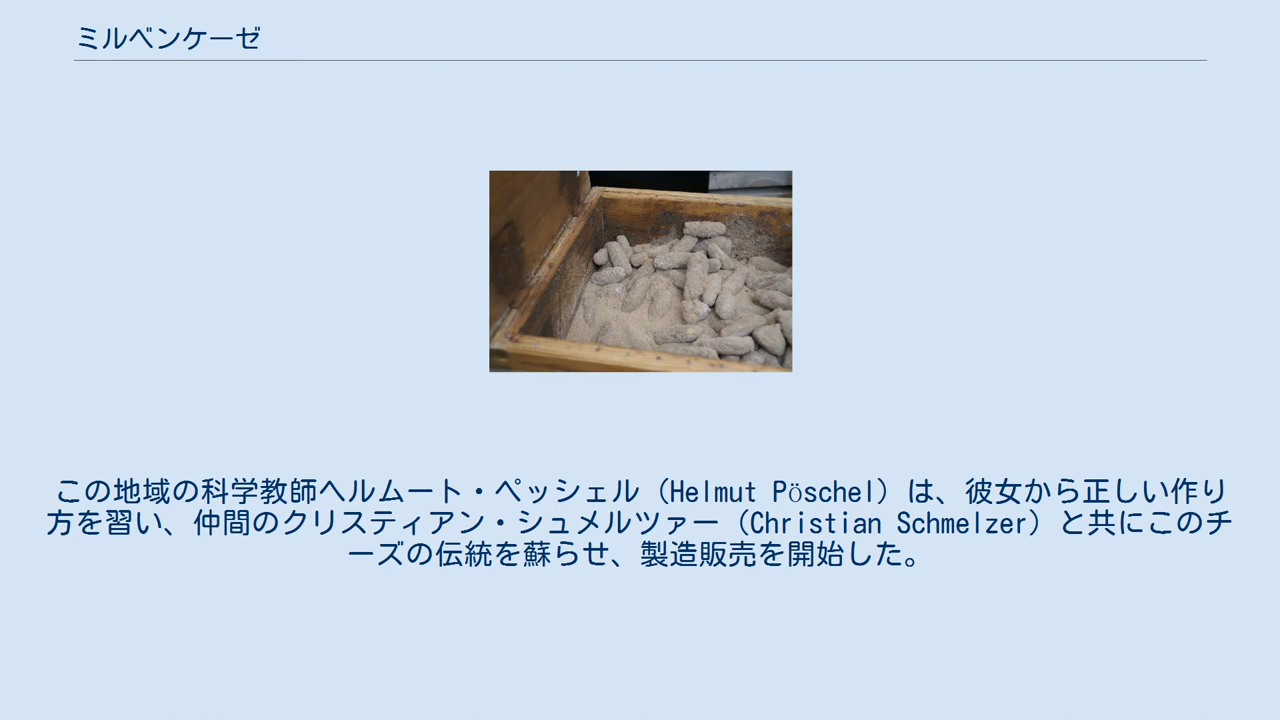 ミルベンケーゼ
この地域の科学教師ヘルムート・ペッシェル（Helmut Pöschel）は、彼女から正しい作り
方を習い、仲間のクリスティアン・シュメルツァー（Christian Schmelzer）と共にこのチ
ーズの伝統を蘇らせ、製造販売を開始した。